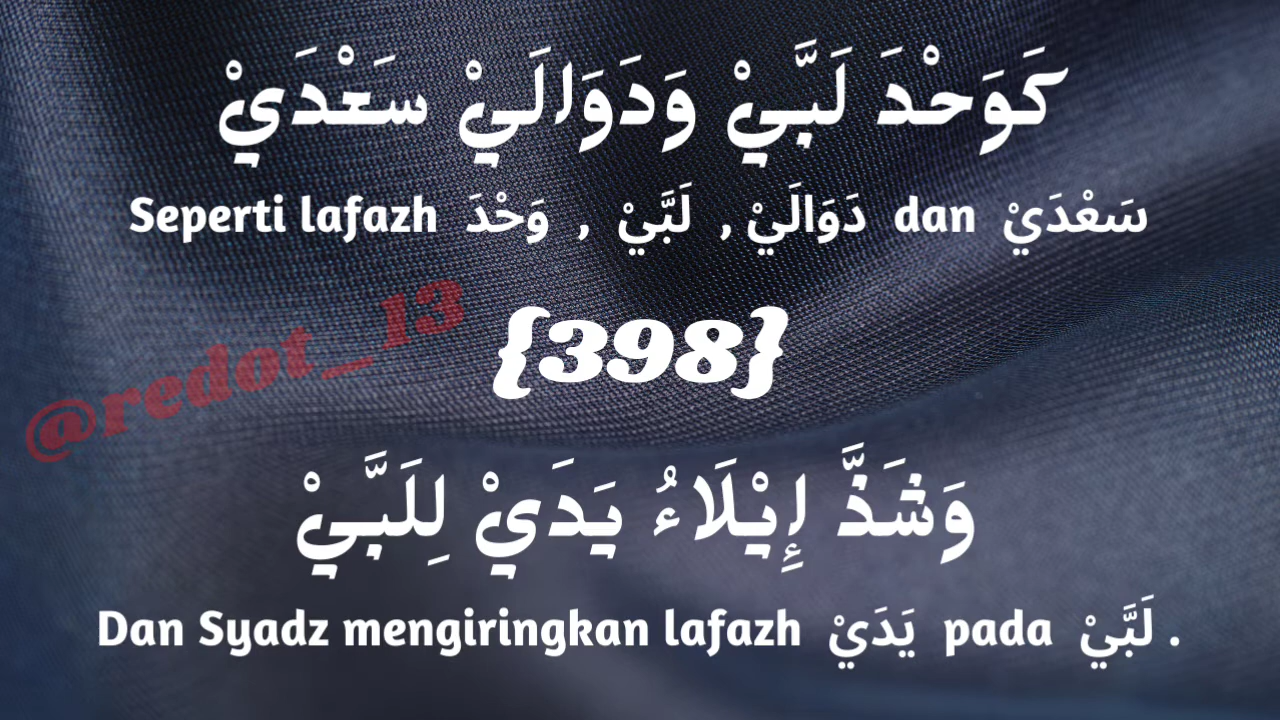 كَوَحْدَ لَبَّيْ وَدَوَالَيْ سَعْدَيْ
Seperti lafazh وَحْدَ , لَبَّيْ , دَوَالَيْ dan سَعْدَيْ
@redot_13
{398}
وَشَذَّ إِيْلَاءُ يَدَيْ لِلَبَّيْ
Dan Syadz mengiringkan lafazh يَدَيْ pada لَبَّيْ .